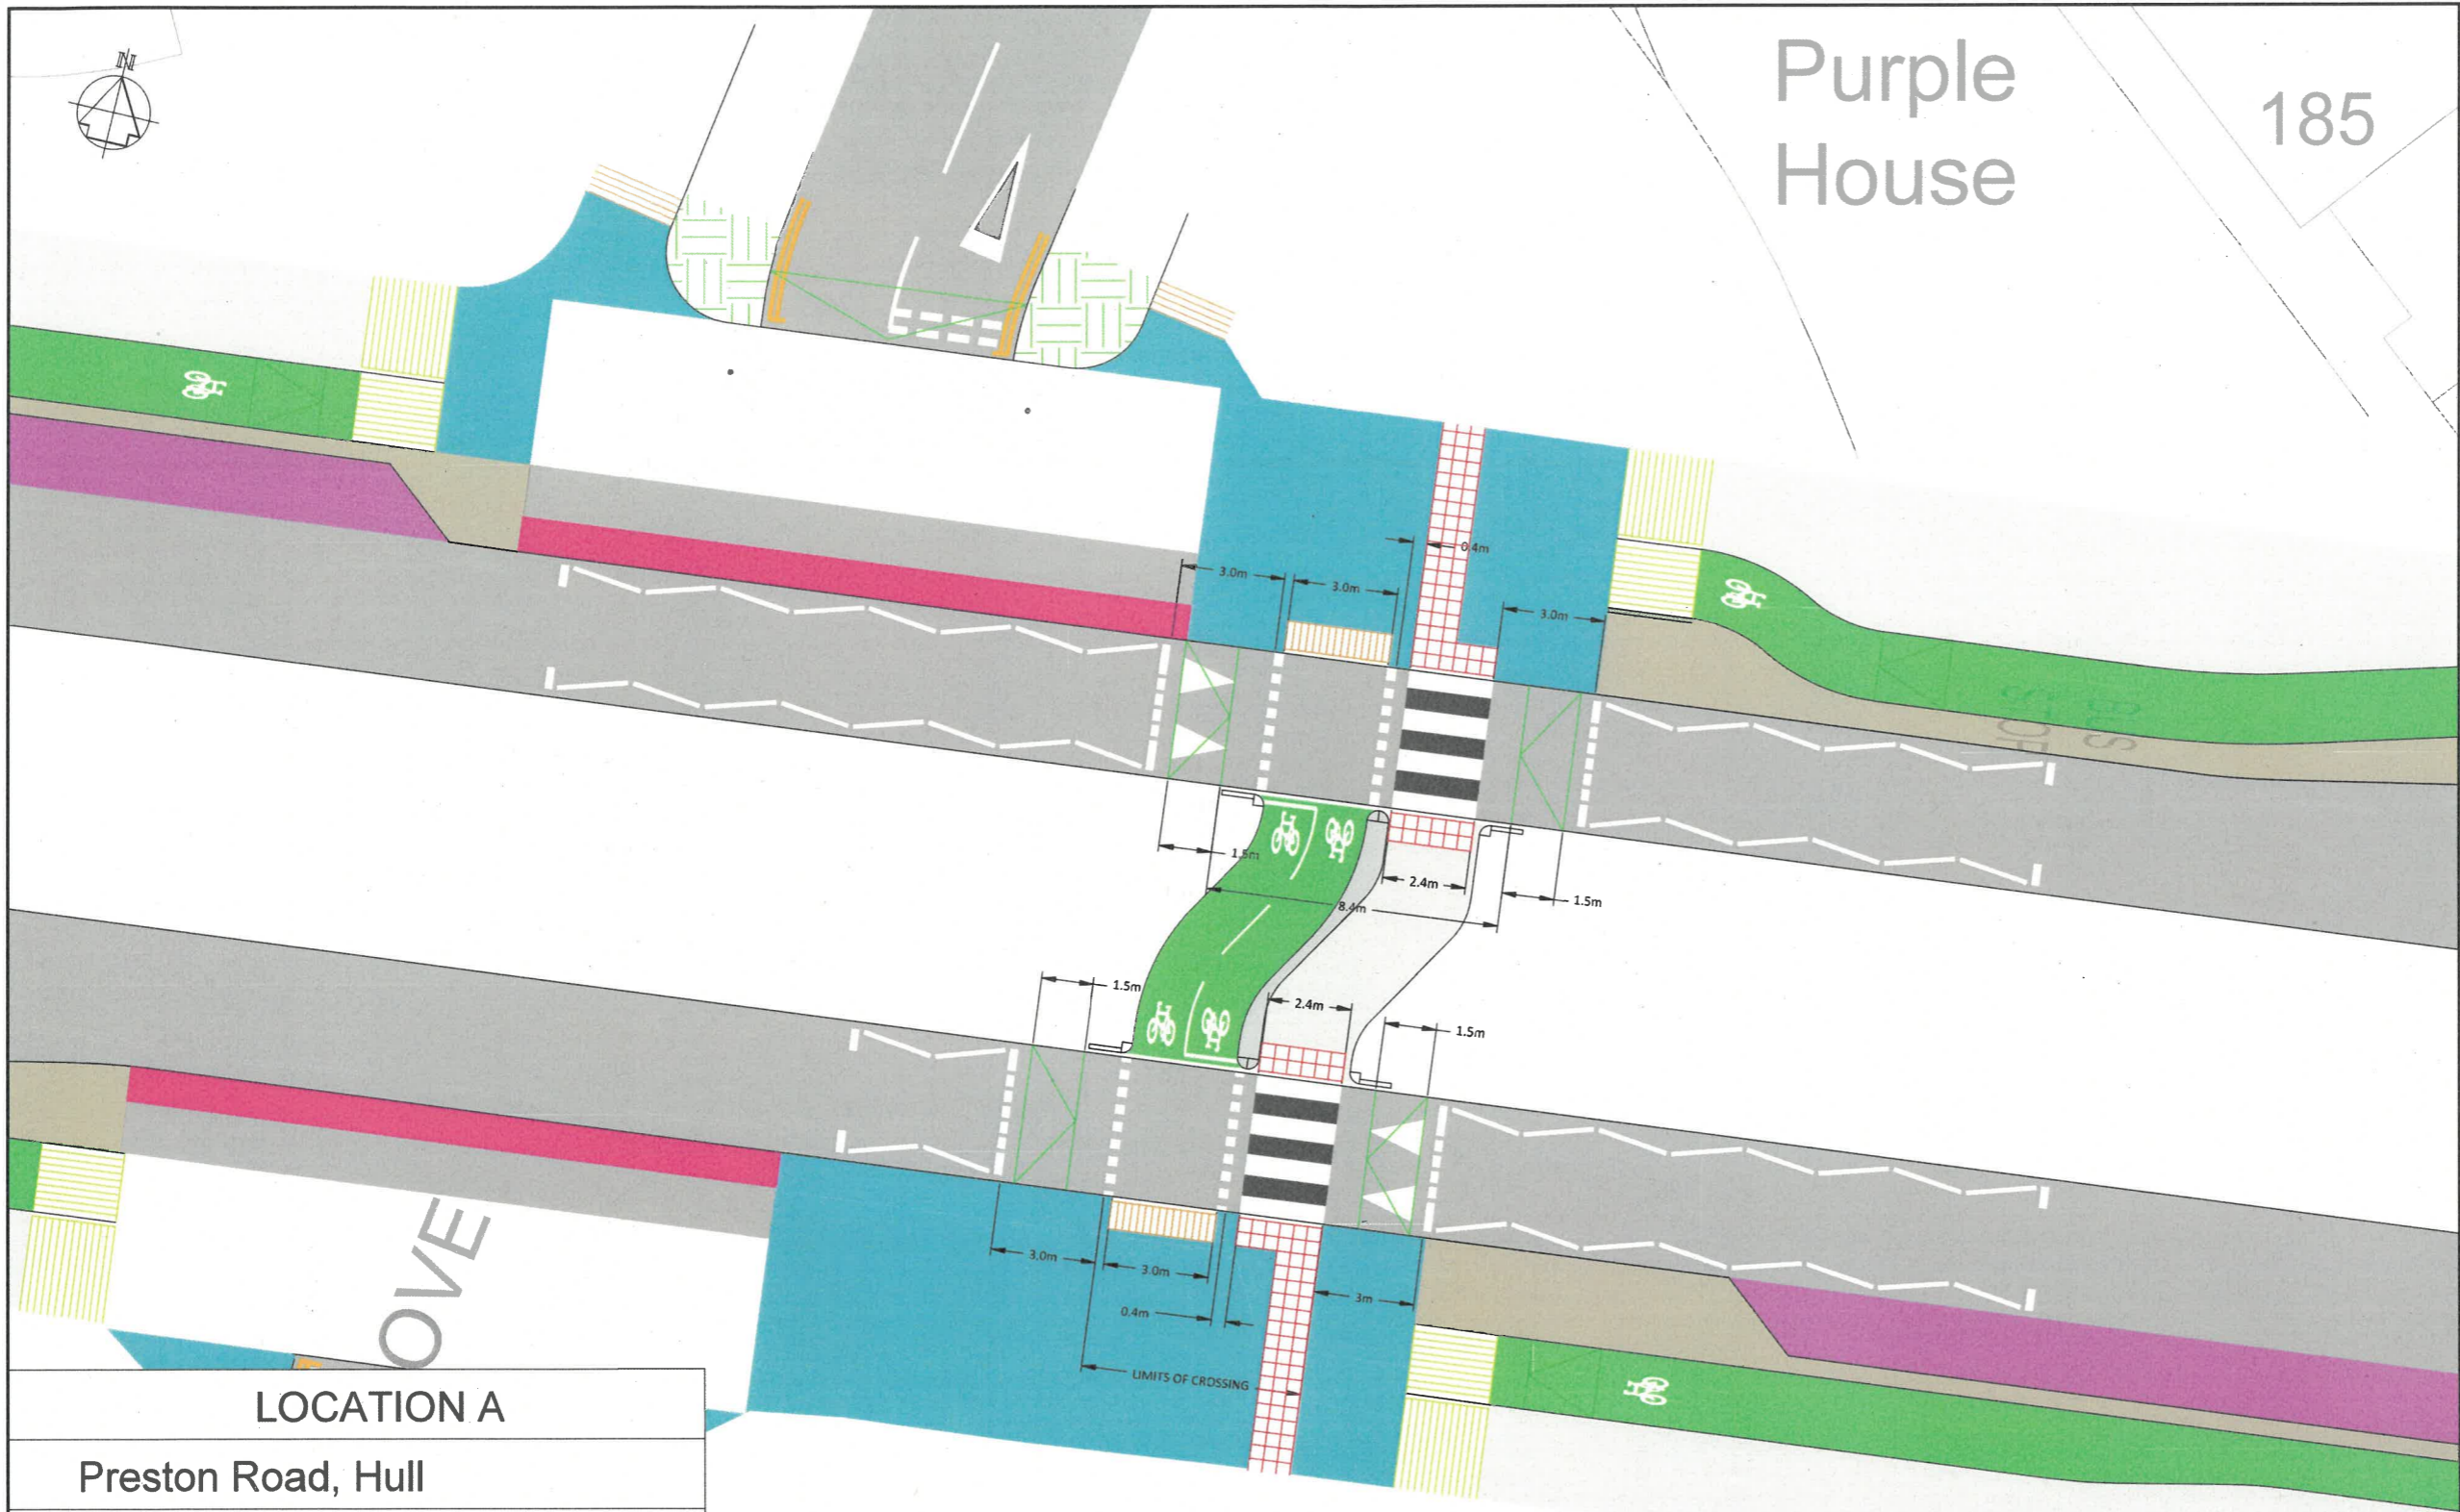 N
Purple
House
185
0.4m
3.0m
3.0m
3.0m
1.5m
2.4m
8.4m
1.5m
1.5m
2.4m
1.5m
3.0m
3.0m
3m
0.4m
LIMITS OF CROSSING
OVE
LOCATION A
Preston Road, Hull